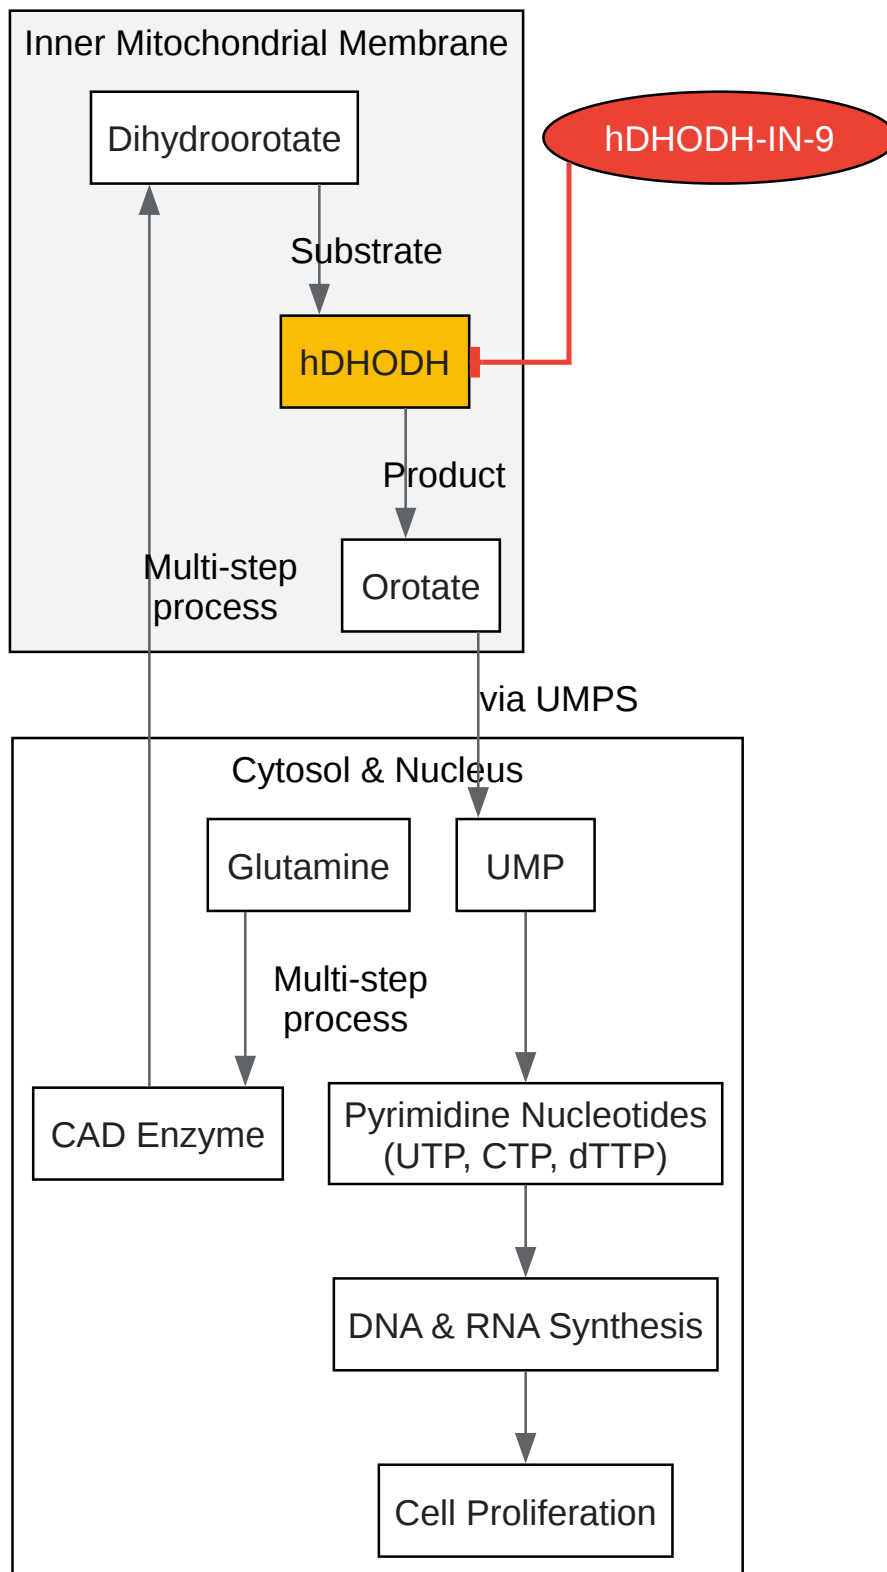 Inner Mitochondrial Membrane
Dihydroorotate
hDHODH-IN-9
Substrate
hDHODH
Product
Multi-step
process
Orotate
via UMPS
Cytosol & Nucleus
Glutamine
UMP
Multi-step
process
CAD Enzyme
Pyrimidine Nucleotides
(UTP, CTP, dTTP)
DNA & RNA Synthesis
Cell Proliferation